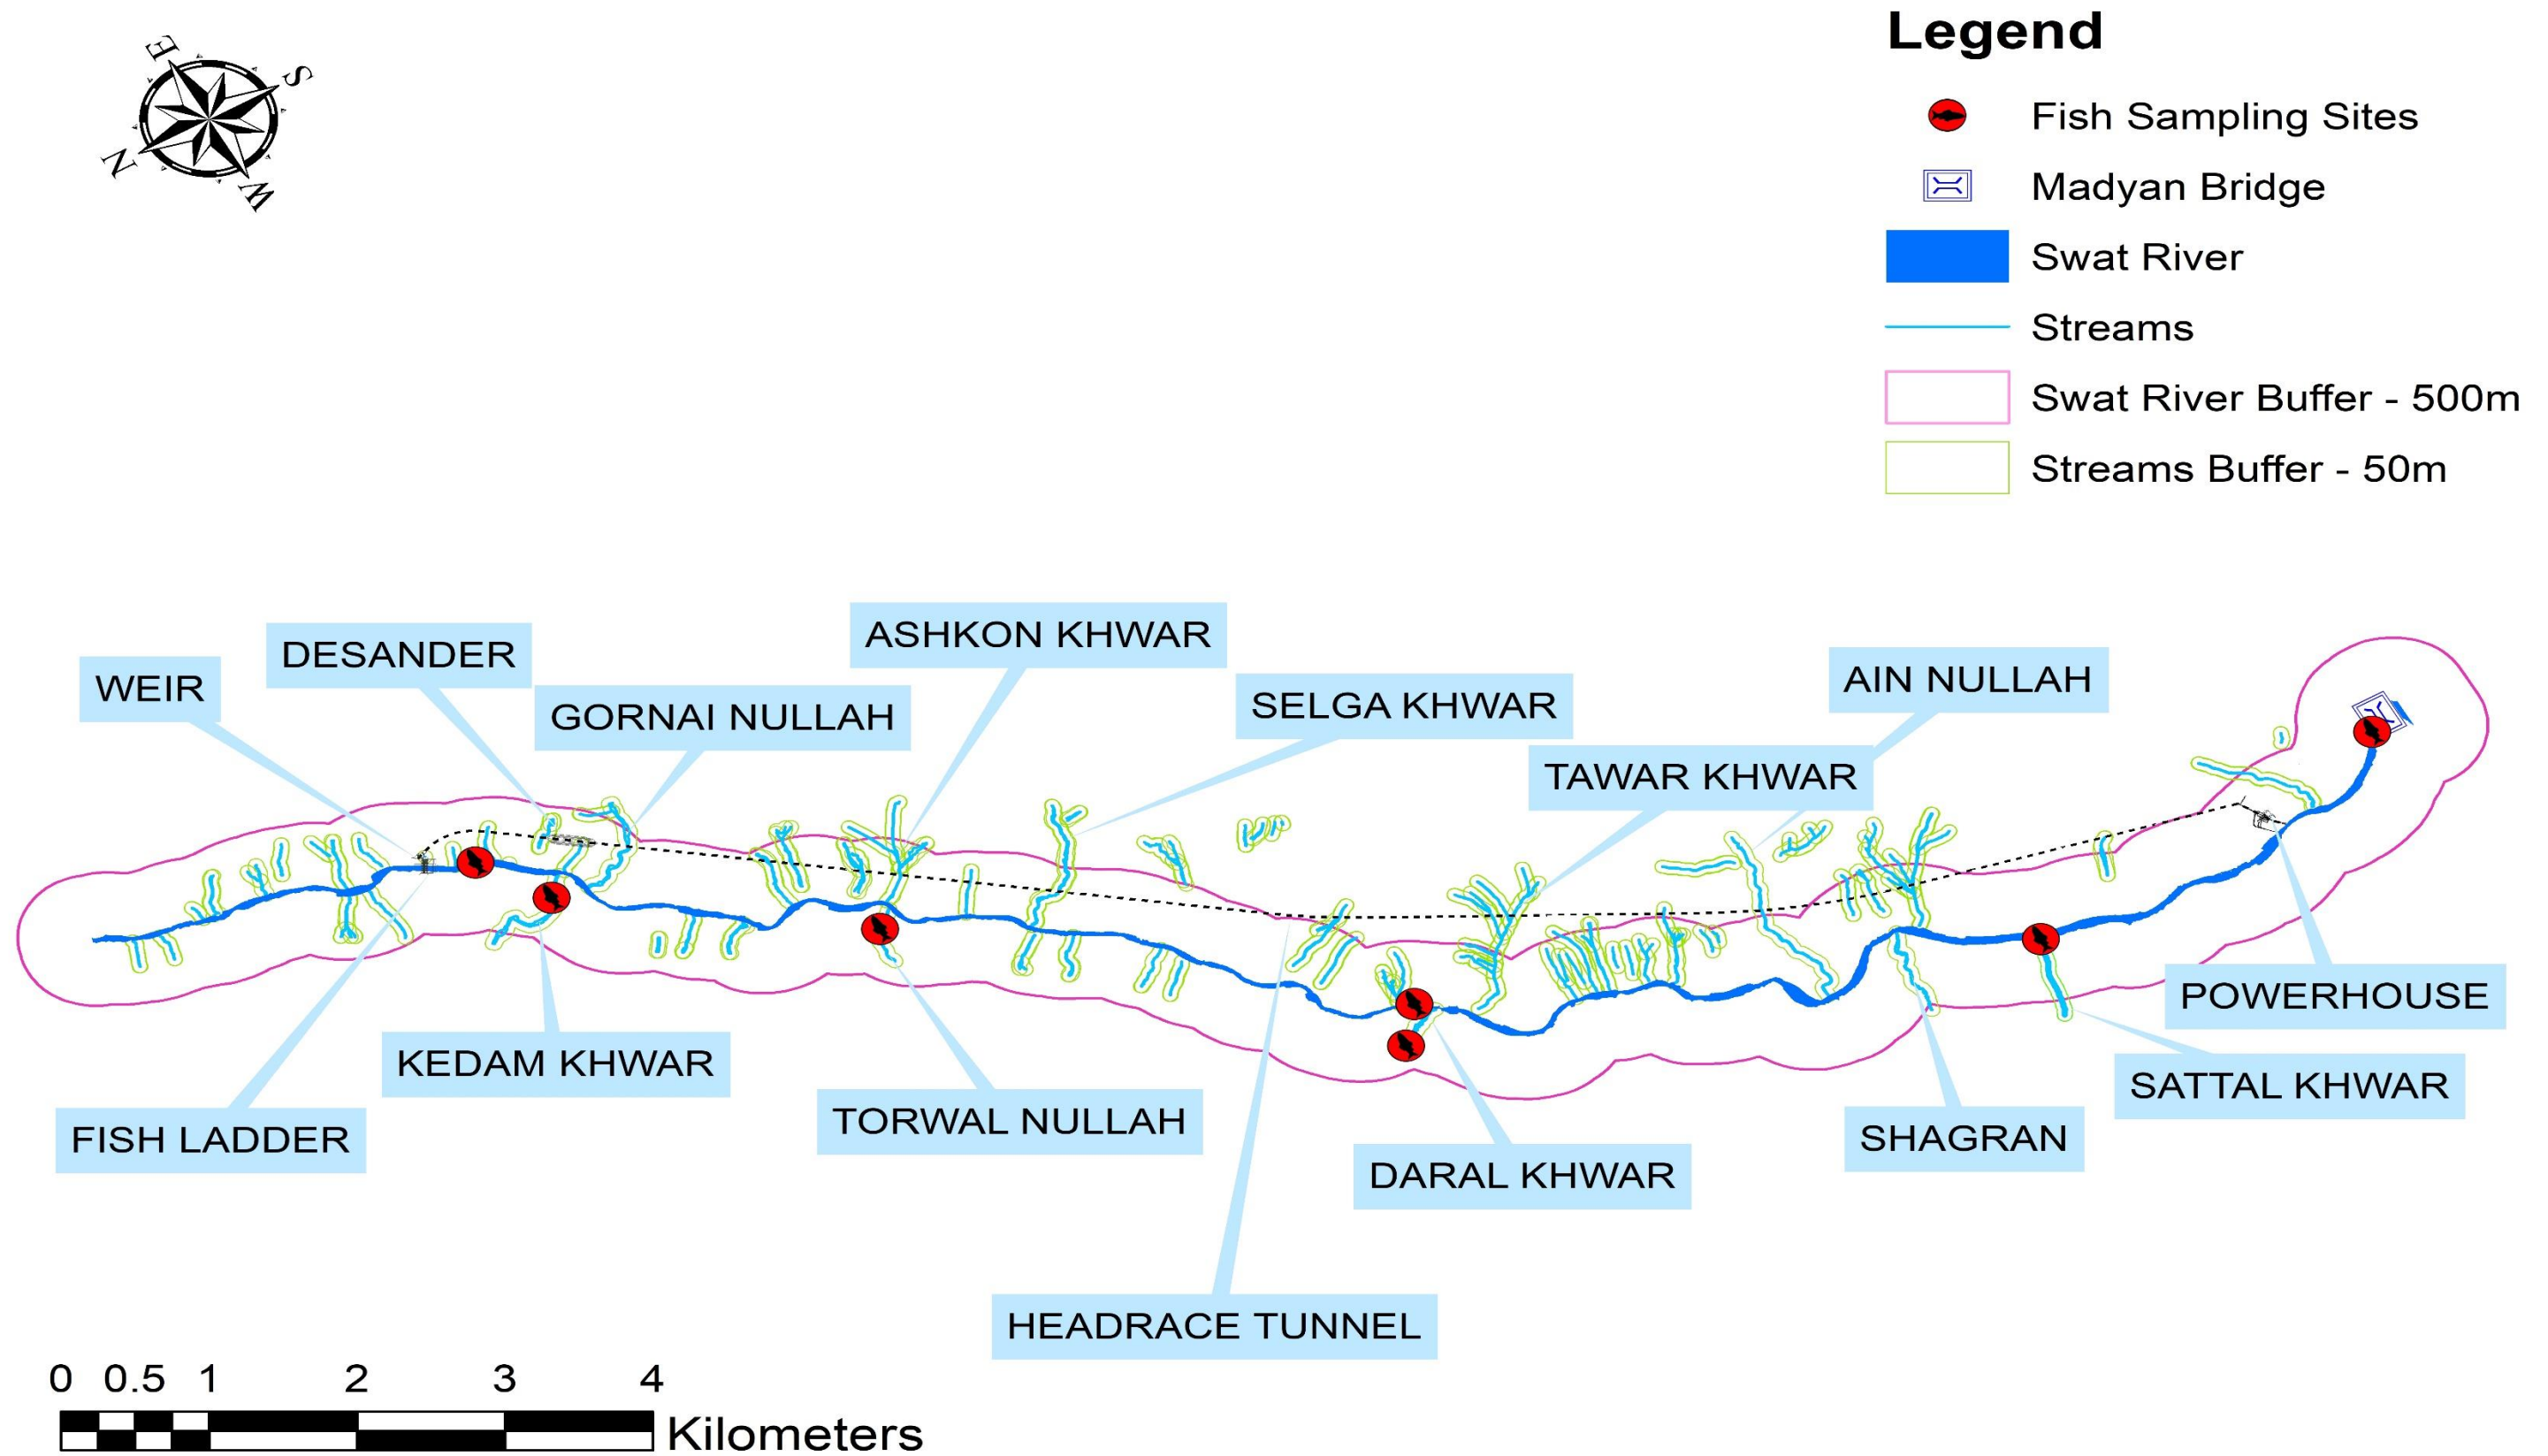 Legend
E
S
N
W
Fish Sampling Sites
Madyan Bridge
Swat River
Streams
Swat River Buffer - 500m
Streams Buffer - 50m
WEIR
DESANDER
GORNAI NULLAH
ASHKON KHWAR
SELGA KHWAR
TAWAR KHWAR
AIN NULLAH
FISH LADDER
KEDAM KHWAR
TORWAL NULLAH
HEADRACE TUNNEL
DARAL KHWAR
SHAGRAN
SATTAL KHWAR
POWERHOUSE
0 0.5 1 2 3 4
Kilometers